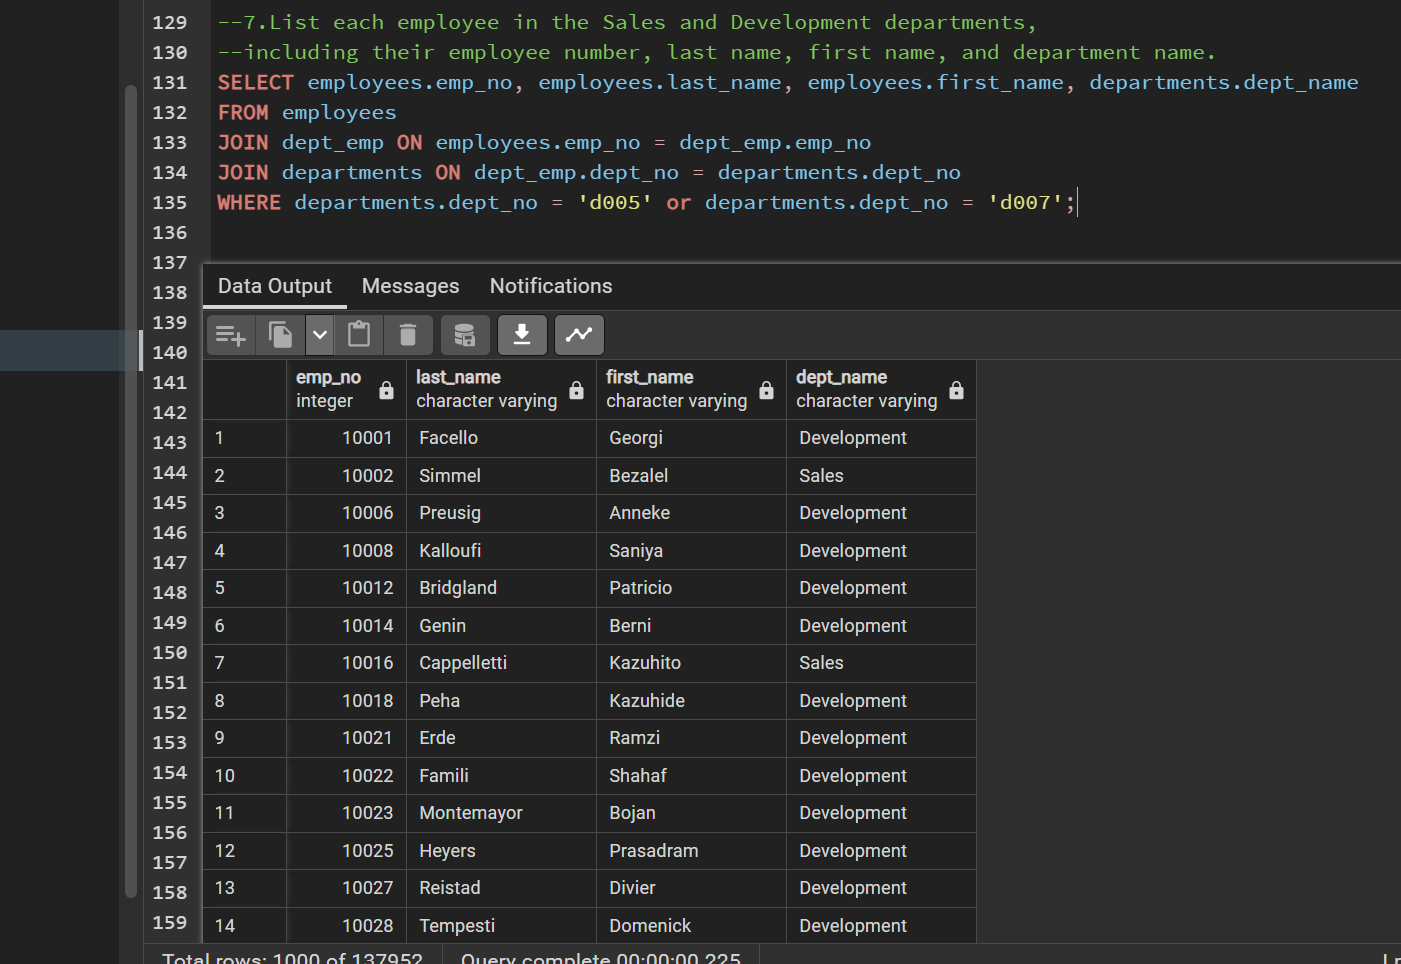 129 --7.List each employee in the Sales and Development departments,
130 --including their employee number, last name, first name, and department name.
131 SELECT employees.emp_no, employees.last_name, employees.first_name, departments.dept_name
132 FROM employees
133 JOIN dept_emp ON employees.emp_no = dept_emp.emp_no
134 JOIN departments ON dept_emp.dept_no = departments.dept_no
135 WHERE departments.dept_no = 'd005' or departments.dept_no = 'd007';
136
137
138
139
140
141
142
143
144
145
146
147
148
149
150
151
152
153
154
155
156
157
158
159
Data Output Messages Notifications
emp_no last_name first_name dept_name
integer character varying character varying character varying
1 10001 Facello Georgi Development
2 10002 Simmel Bezalel Sales
3 10006 Preusig Anneke Development
4 10008 Kalloufi Saniya Development
5 10012 Bridgland Patricio Development
6 10014 Genin Berni Development
7 10016 Cappelletti Kazuhito Sales
8 10018 Peha Kazuhide Development
9 10021 Erde Ramzi Development
10 10022 Famili Shahaf Development
11 10023 Montemayor Bojan Development
12 10025 Heyers Prasadram Development
13 10027 Reistad Divier Development
14 10028 Tempesti Domenick Development
Total rows: 1000 of 137952 Query complete 00:00:00.225